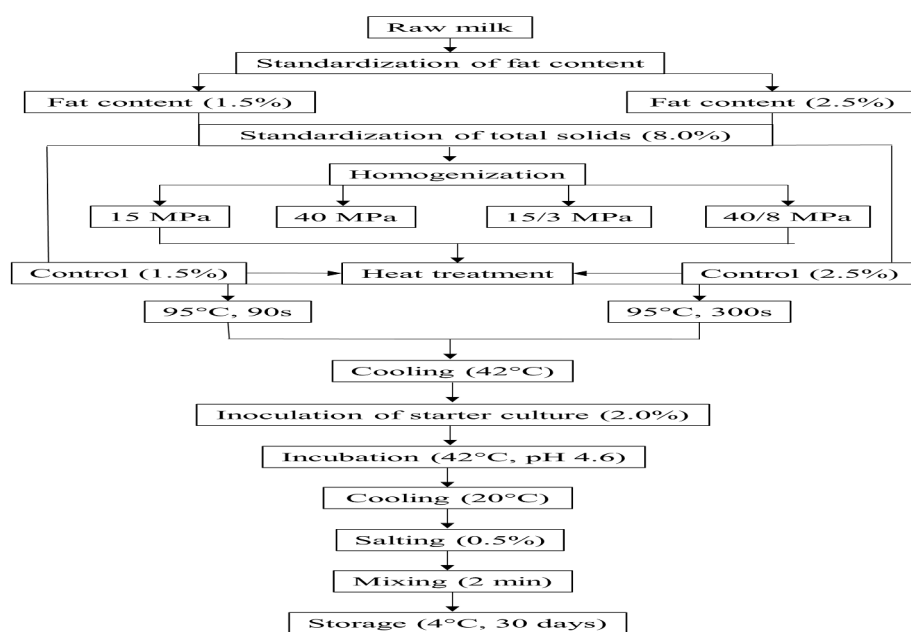 Raw milk
Standardization of fat content
Fat content (1.5%)
Fat content (2.5%)
Standardization of total solids (8.0%)
Homogenization
15 MPa
40 MPa
15/3 MPa
40/8 MPa
Control (1.5%)
Heat treatment
Control (2.5%)
95°C, 90s
95°C, 300s
Cooling (42°C)
Inoculation of starter culture (2.0%)
Incubation (42°C, pH 4.6)
Cooling (20°C)
Salting (0.5%)
Mixing (2 min)
Storage (4°C, 30 days)